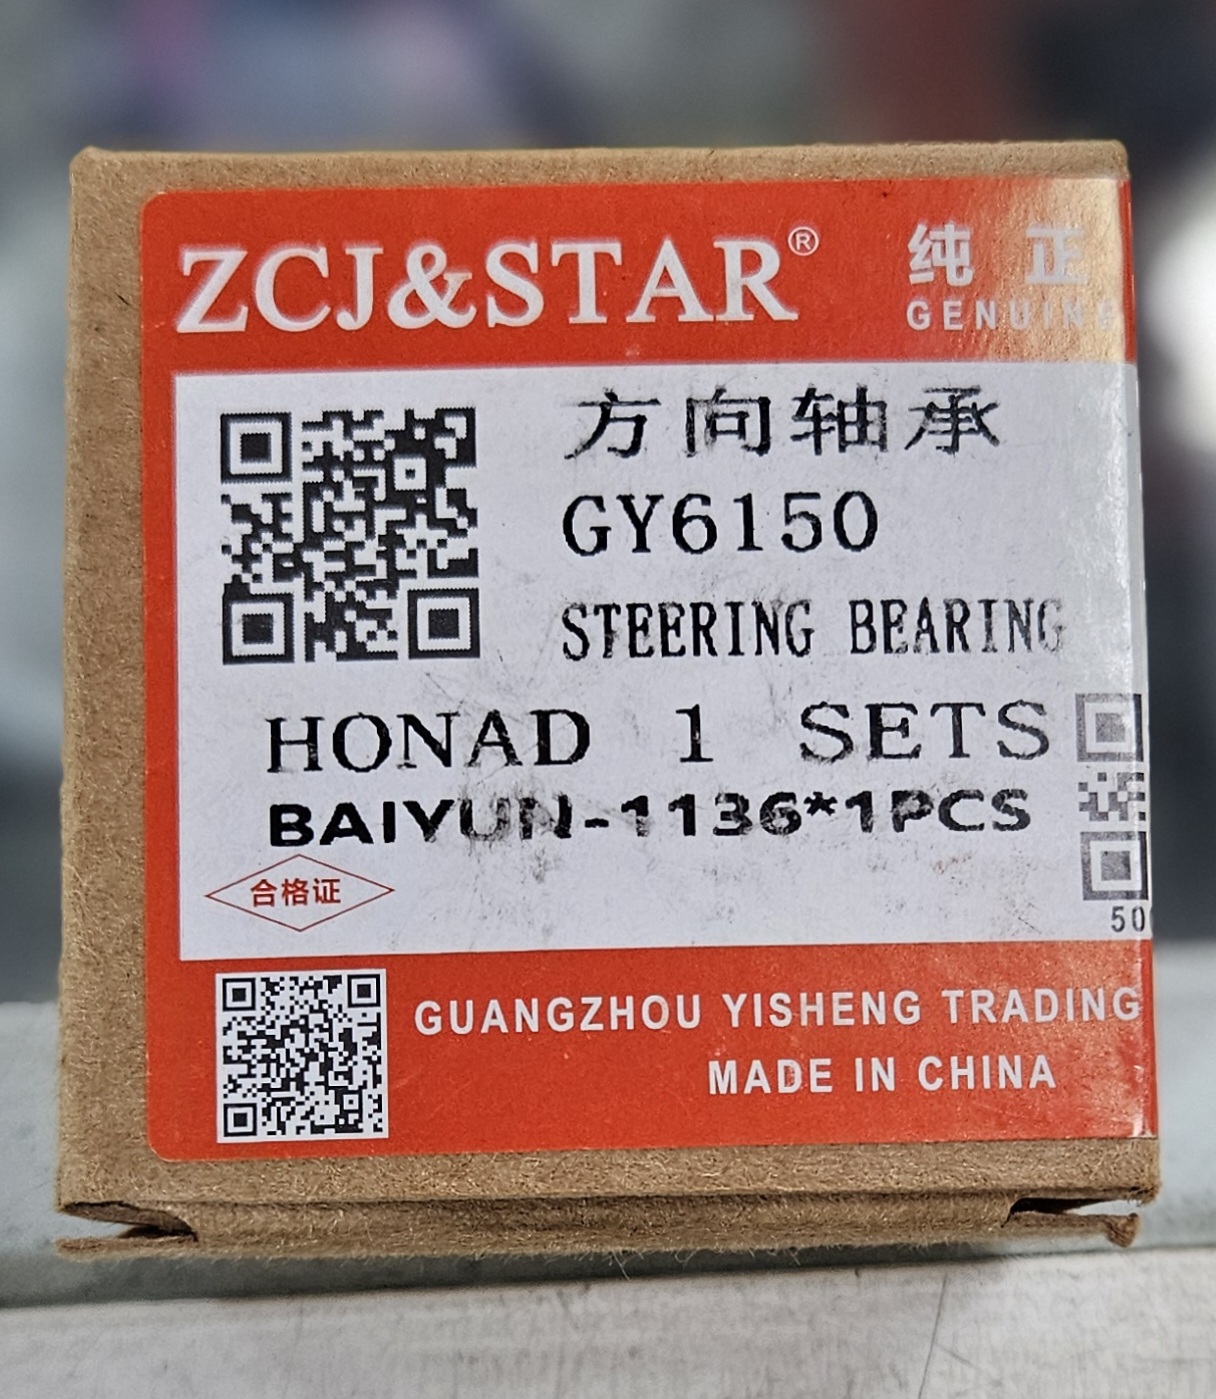 ZCJ&STAR®
纯正
GENUINE
方向轴承
GY6150
STEERING BEARING
HONAD 1 SETS
BAIYUN-1136*1PCS
合格证
50
GUANGZHOU YISHENG TRADING
MADE IN CHINA